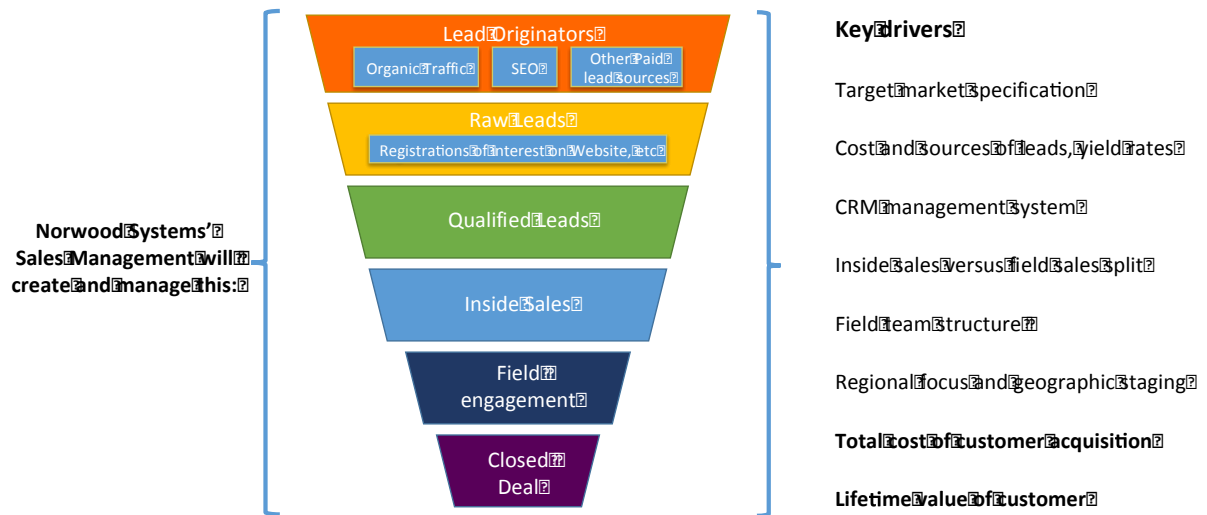 Norwood Systems'
Sales Management will
create and manage this:
Lead Originators
Organic Traffic
SEO
Other Paid
lead sources
Raw Leads
Registrations of interest on Website, etc
Qualified Leads
Inside Sales
Field
engagement
Closed
Deal
Key drivers
Target market specification
Cost and sources of leads, yield rates
CRM management system
Inside sales versus field sales split
Field team structure
Regional focus and geographic staging
Total cost of customer acquisition
Lifetime value of customer